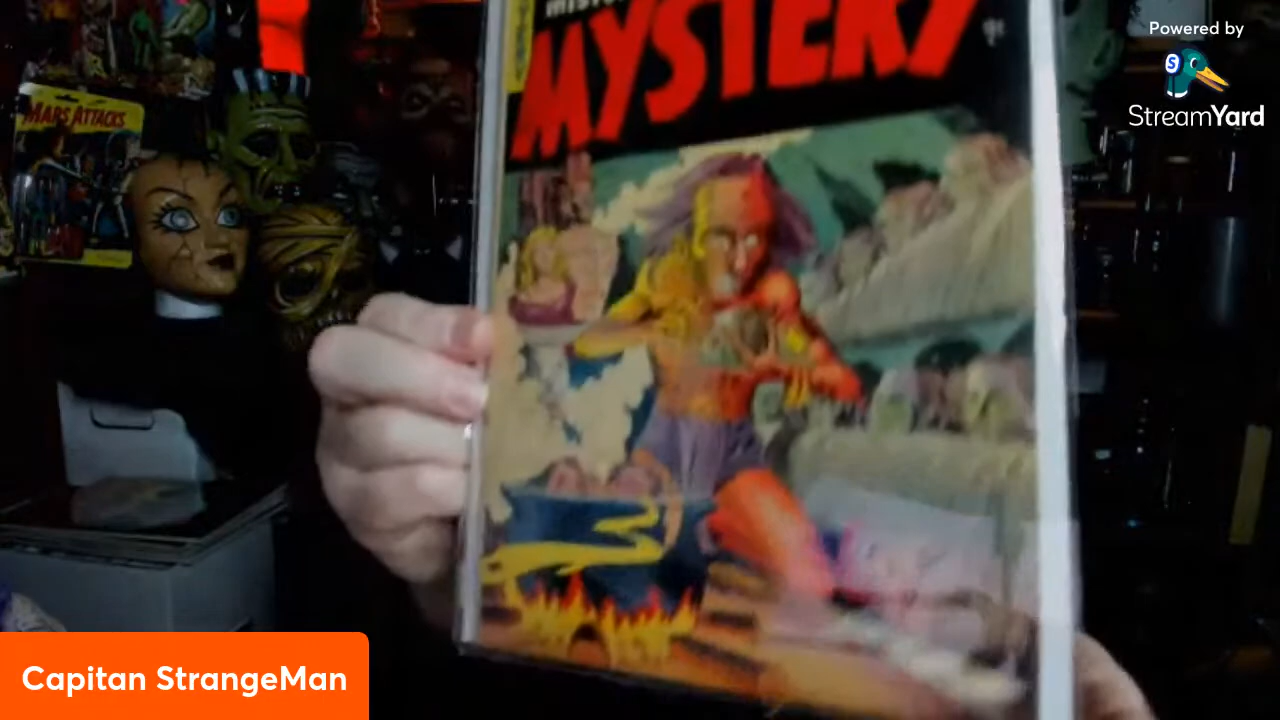 MYSTERY
MARS ATTACKS
Powered by
S
StreamYard
Capitan StrangeMan